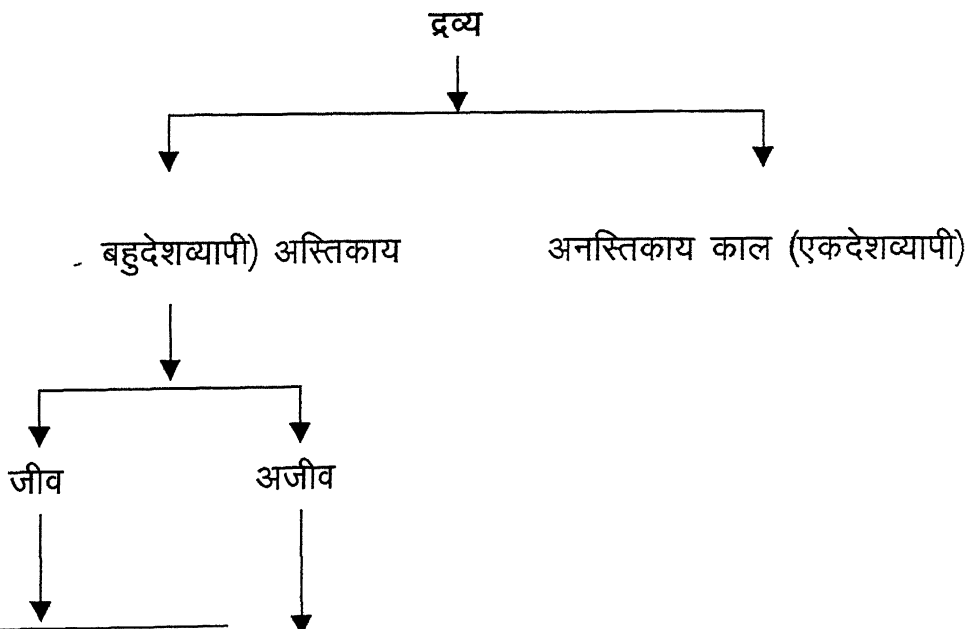 द्रव्य
बहुदेशव्यापी) अस्तिकाय अनस्तिकाय काल (एकदेशव्यापी)
जीव अजीव